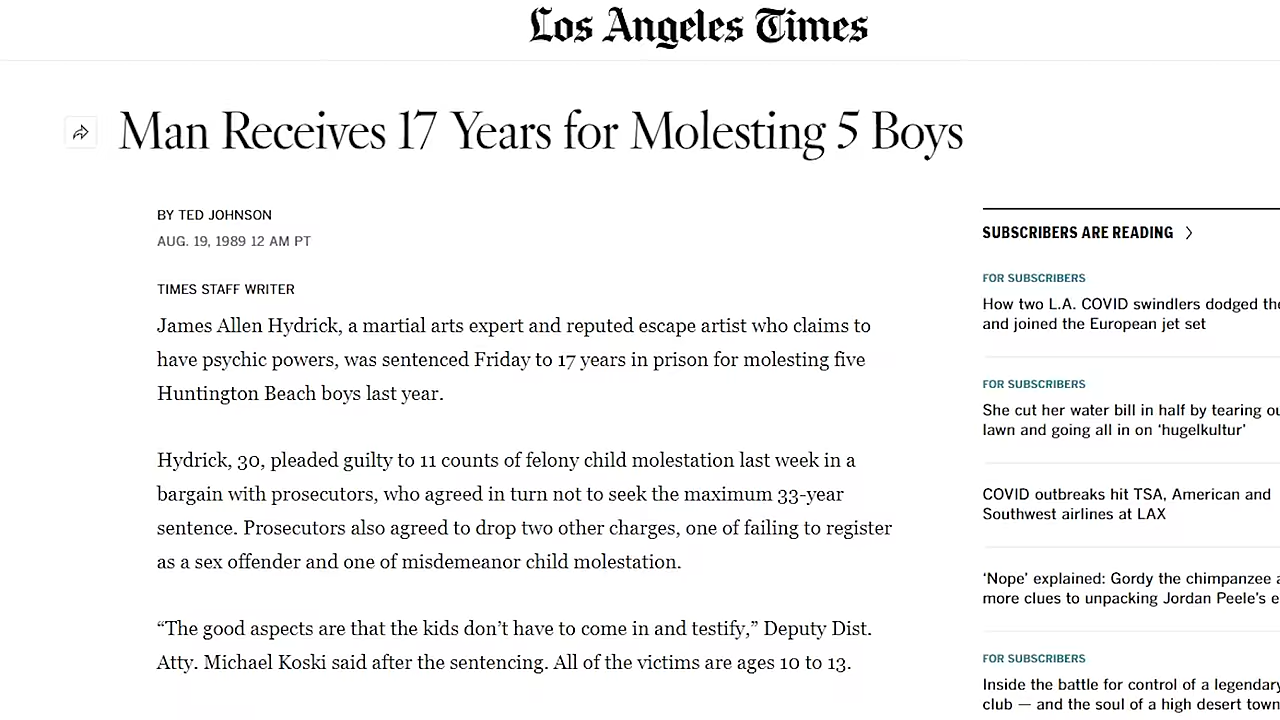 Los Angeles Times
Man Receives 17 Years for Molesting 5 Boys
BY TED JOHNSON
AUG. 19, 1989 12 AM PT
TIMES STAFF WRITER
James Allen Hydrick, a martial arts expert and reputed escape artist who claims to
have psychic powers, was sentenced Friday to 17 years in prison for molesting five
Huntington Beach boys last year.
Hydrick, 30, pleaded guilty to 11 counts of felony child molestation last week in a
bargain with prosecutors, who agreed in turn not to seek the maximum 33-year
sentence. Prosecutors also agreed to drop two other charges, one of failing to register
as a sex offender and one of misdemeanor child molestation.
“The good aspects are that the kids don’t have to come in and testify,” Deputy Dist.
Atty. Michael Koski said after the sentencing. All of the victims are ages 10 to 13.
SUBSCRIBERS ARE READING
FOR SUBSCRIBERS
How two L.A. COVID swindlers dodged
and joined the European jet set
FOR SUBSCRIBERS
She cut her water bill in half by tearing
lawn and going all in on ‘hugelkultur’
COVID outbreaks hit TSA, American and
Southwest airlines at LAX
‘Nope’ explained: Gordy the chimpanzee
more clues to unpacking Jordan Peele’s
FOR SUBSCRIBERS
Inside the battle for control of a legendary
club — and the soul of a high desert town